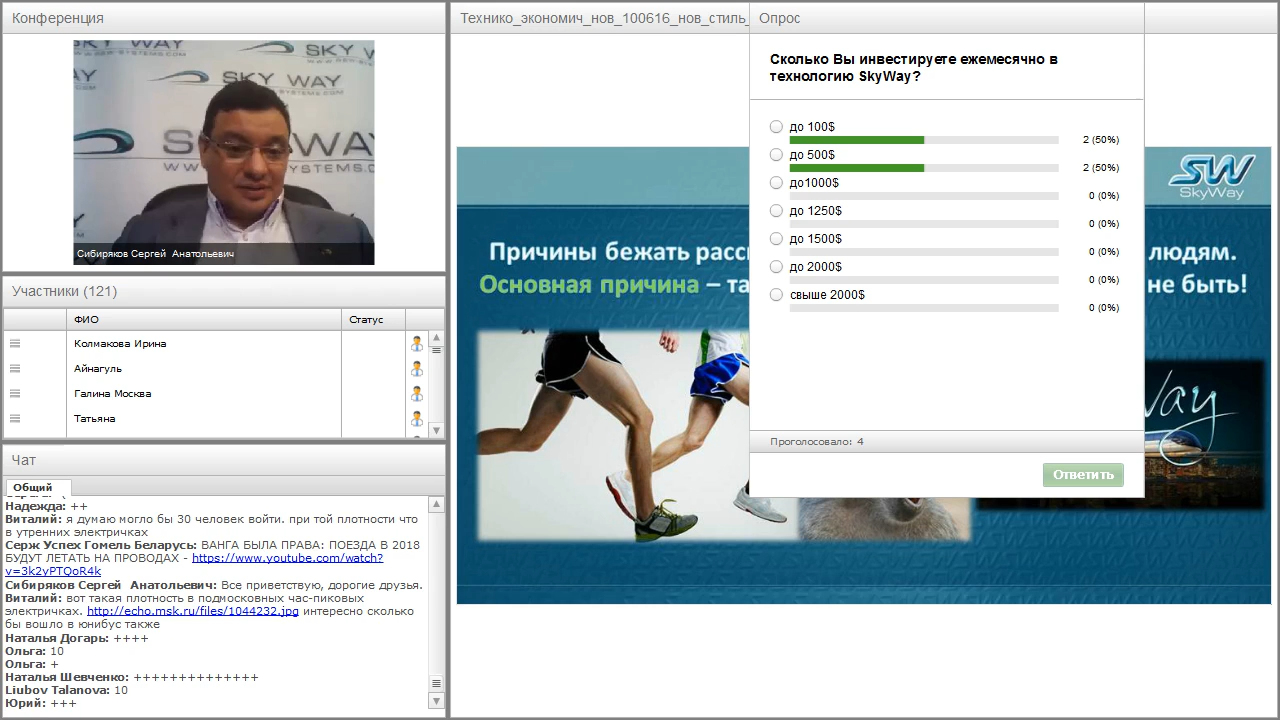 Конференция
SKY WAY
SKY WAY
Сибиряков Сергей Анатольевич
Участники (121)
ФИО
Статус
Колмакова Ирина
Айнагуль
Галина Москва
Татьяна
Чат
Общий
Надежда: ++
Виталий: я думаю могло бы 30 человек войти. при той плотности что
в утренних электричках
Серж Успех Гомель Беларусь: ВАНГА БЫЛА ПРАВА: ПОЕЗДА В 2018
БУДУТ ЛЕТАТЬ НА ПРОВОДАХ - https://www.youtube.com/watch?
v=3k2vPTQoR4k
Сибиряков Сергей Анатольевич: Все приветствую, дорогие друзья.
Виталий: вот такая плотность в подмосковных час-пиковых
электричках. http://echo.msk.ru/files/1044232.jpg интересно сколько
бы вошло в юнибус также
Наталья Догарь: ++++
Ольга: 10
Ольга: +
Наталья Шевченко: ++++++++++++++
Liubov Talanova: 10
Юрий: +++
Технико_экономич_нов_100616_нов_стиль_
Причины бежать расс
людям.
Основная причина – та
не быть!
SW
SkyWay
Way
Опрос
Сколько Вы инвестируете ежемесячно в
технологию SkyWay?
до 100$
2 (50%)
до 500$
2 (50%)
до1000$
0 (0%)
до 1250$
0 (0%)
до 1500$
0 (0%)
до 2000$
0 (0%)
свыше 2000$
0 (0%)
Проголосовало: 4
Ответить